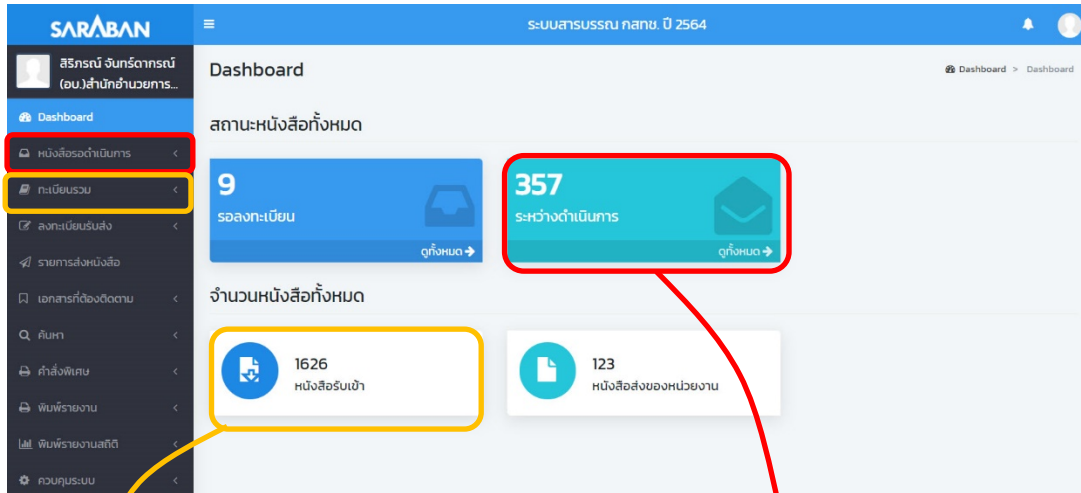 SARABAN
ระบบสารบรรณ กสทช. ปี 2564
สิริภรณ์ จันทร์ดากรณ์
(อบ.)สำนักอำนวยการ...
Dashboard
Dashboard > Dashboard
Dashboard
หนังสือรอดำเนินการ
ทะเบียนรวม
ลงทะเบียนรับส่ง
รายการส่งหนังสือ
เอกสารที่ต้องติดตาม
ค้นหา
คำสั่งพิเศษ
พิมพ์รายงาน
พิมพ์รายงานสถิติ
ควบคุมระบบ
สถานะหนังสือทั้งหมด
9
รอลงทะเบียน
ดูทั้งหมด
357
ระหว่างดำเนินการ
ดูทั้งหมด
จำนวนหนังสือทั้งหมด
1626
หนังสือรับเข้า
123
หนังสือส่งของหน่วยงาน